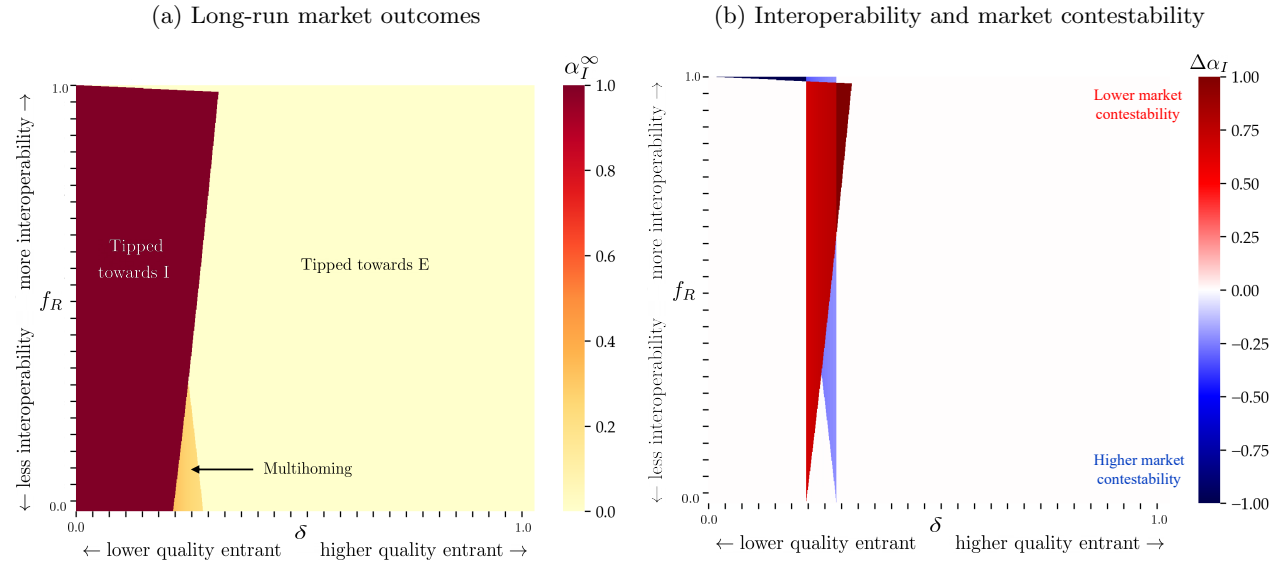 (a) Long-run market outcomes
α_I^∞
1.0
0.0
← less interoperability
more interoperability →
f_R
Tipped
towards I
Tipped towards E
Multihoming
0.0
δ
1.0
← lower quality entrant
higher quality entrant →
1.0
0.8
0.6
0.4
0.2
0.0
(b) Interoperability and market contestability
Δα_I
1.0
0.0
← less interoperability
more interoperability →
f_R
Lower market
contestability
Higher market
contestability
0.0
δ
1.0
← lower quality entrant
higher quality entrant →
1.00
0.75
0.50
0.25
0.00
−0.25
−0.50
−0.75
−1.00